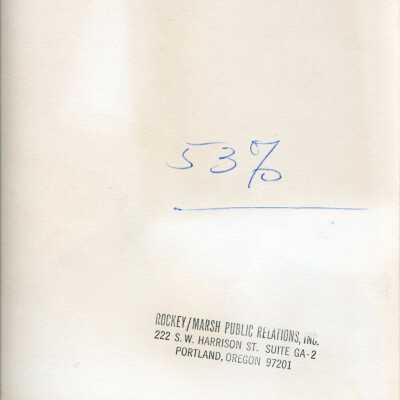 53%
ROCKEY/MARSH PUBLIC RELATIONS, INC.
222 S.W. HARRISON ST. SUITE GA-2
PORTLAND, OREGON 97201